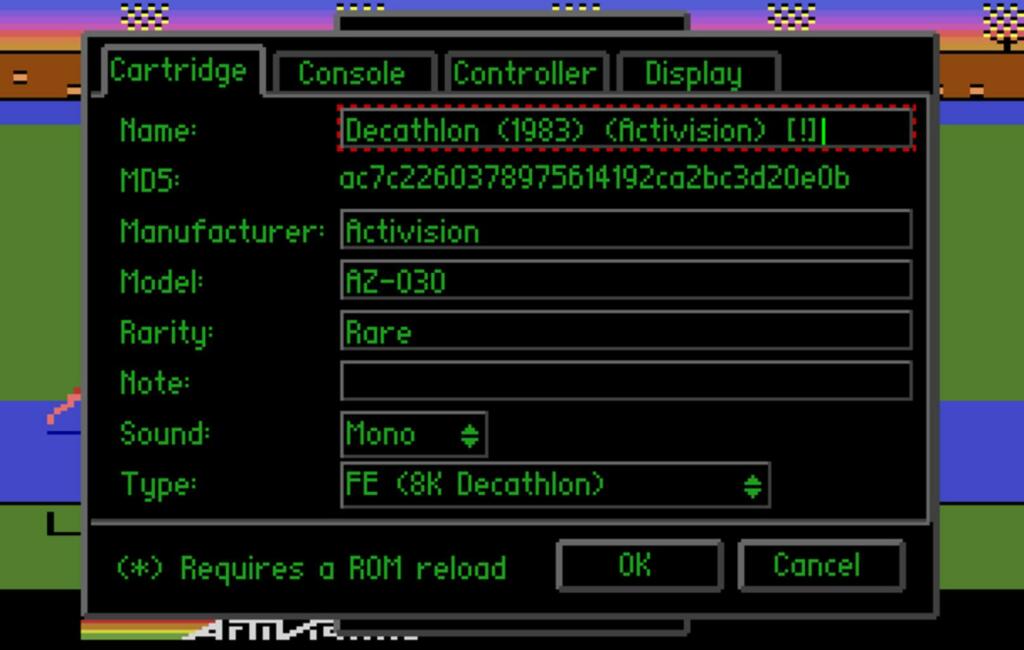 Cartridge Console Controller Display
Name: Decathlon (1983) (Activision) [!]
MD5: ac7c2260378975614192ca2bc3d20e0b
Manufacturer: Activision
Model: AZ-030
Rarity: Rare
Note:
Sound: Mono
Type: FE (8K Decathlon)
(*) Requires a ROM reload OK Cancel